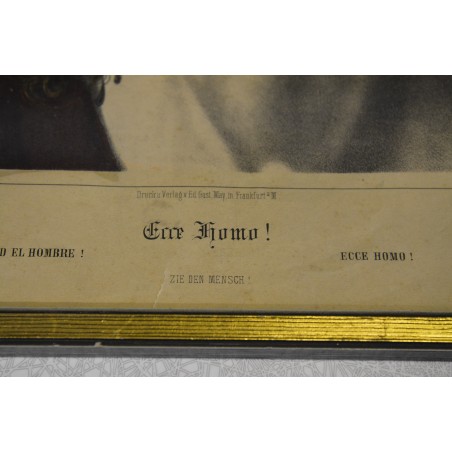 Druck u Verlag v Ed Gust. May, in Frankfurt a/M
Ecce Homo!
D EL HOMBRE !
ECCE HOMO !
ZIE DEN MENSCH !